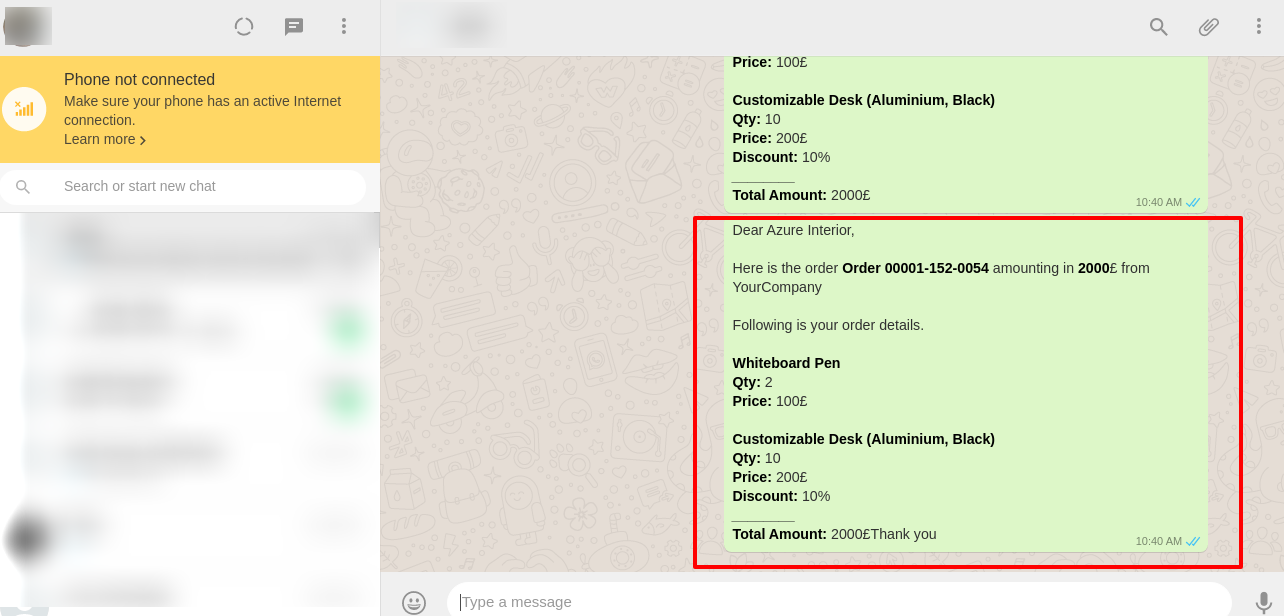 Phone not connected
Make sure your phone has an active Internet
connection.
Learn more
Search or start new chat
Price: 100£
Customizable Desk (Aluminium, Black)
Qty: 10
Price: 200£
Discount: 10%
________
Total Amount: 2000£
10:40 AM
Dear Azure Interior,
Here is the order Order 00001-152-0054 amounting in 2000£ from
YourCompany
Following is your order details.
Whiteboard Pen
Qty: 2
Price: 100£
Customizable Desk (Aluminium, Black)
Qty: 10
Price: 200£
Discount: 10%
________
Total Amount: 2000£Thank you
10:40 AM
Type a message